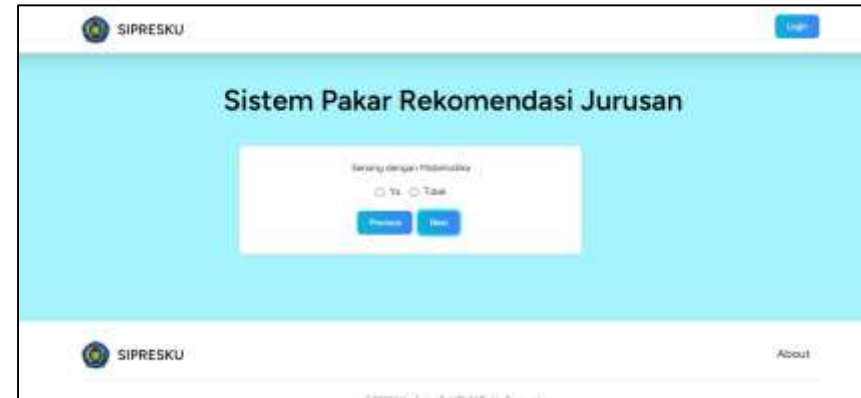 SIPRESKU
Login
Sistem Pakar Rekomendasi Jurusan
Senang dengan Matematika
Ya Tidak
Previous Next
SIPRESKU
About